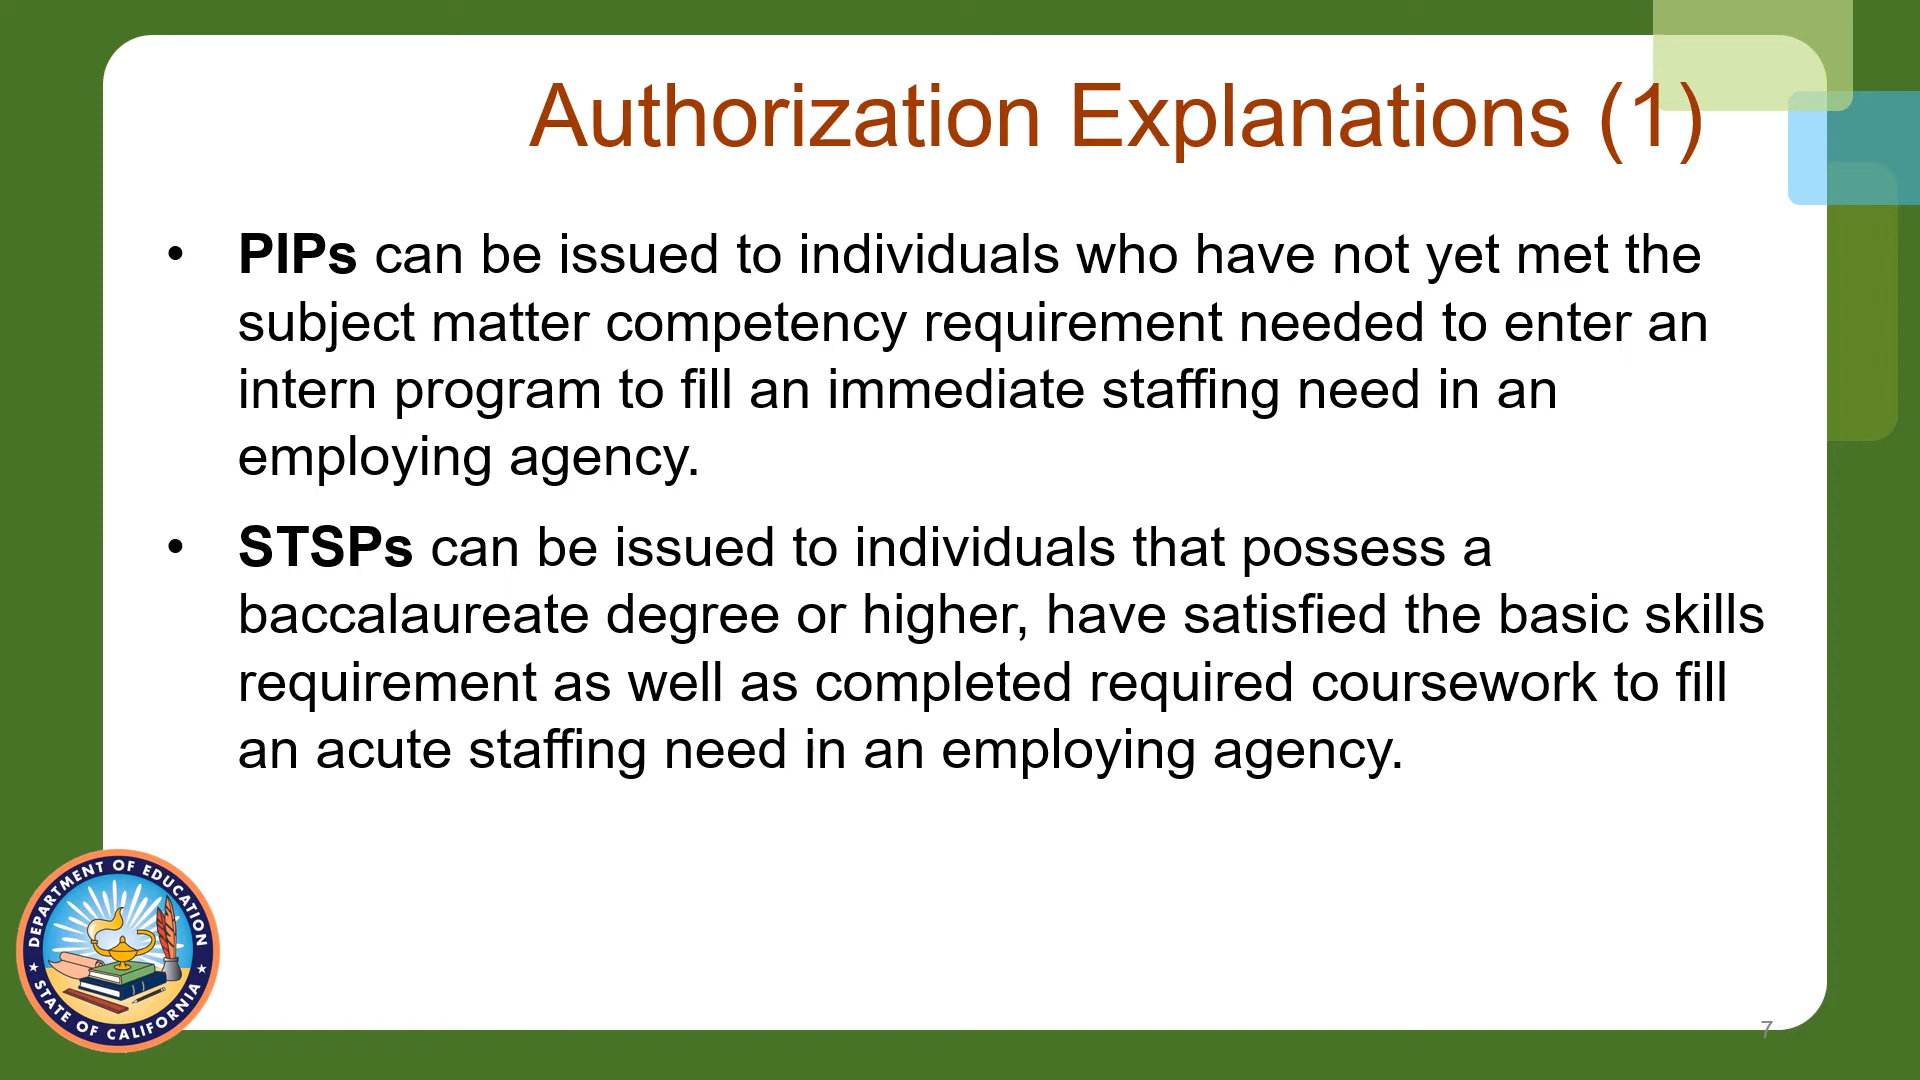 Authorization Explanations (1)
• PIPs can be issued to individuals who have not yet met the
subject matter competency requirement needed to enter an
intern program to fill an immediate staffing need in an
employing agency.
• STSPs can be issued to individuals that possess a
baccalaureate degree or higher, have satisfied the basic skills
requirement as well as completed required coursework to fill
an acute staffing need in an employing agency.
DEPARTMENT OF EDUCATION
★ STATE OF CALIFORNIA ★
7